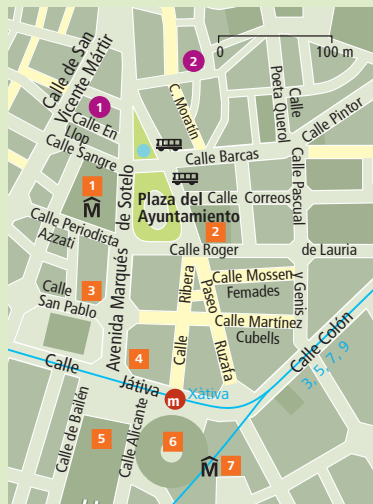 0 100 m
2
Calle de San
Vicente Mártir
C. Moratín
Calle
Poeta Querol
Calle Pintor
1
Calle En
Llop
Calle Sangre
Calle Barcas
Calle Pascual
y Genis
1
M
Plaza del
Ayuntamiento
Calle Correos
2
Calle Periodista
Azzati
Avenida Marqués de Sotelo
Calle Roger de Lauria
Calle Mossen
Femades
3
Calle
San Pablo
Calle Ribera
Paseo
Ruzafa
Calle Martínez
Cubells
Calle Colón
3, 5, 7, 9
4
Calle Játiva
m
Xàtiva
Calle de Bailén
5
Calle Alicante
6
M
7